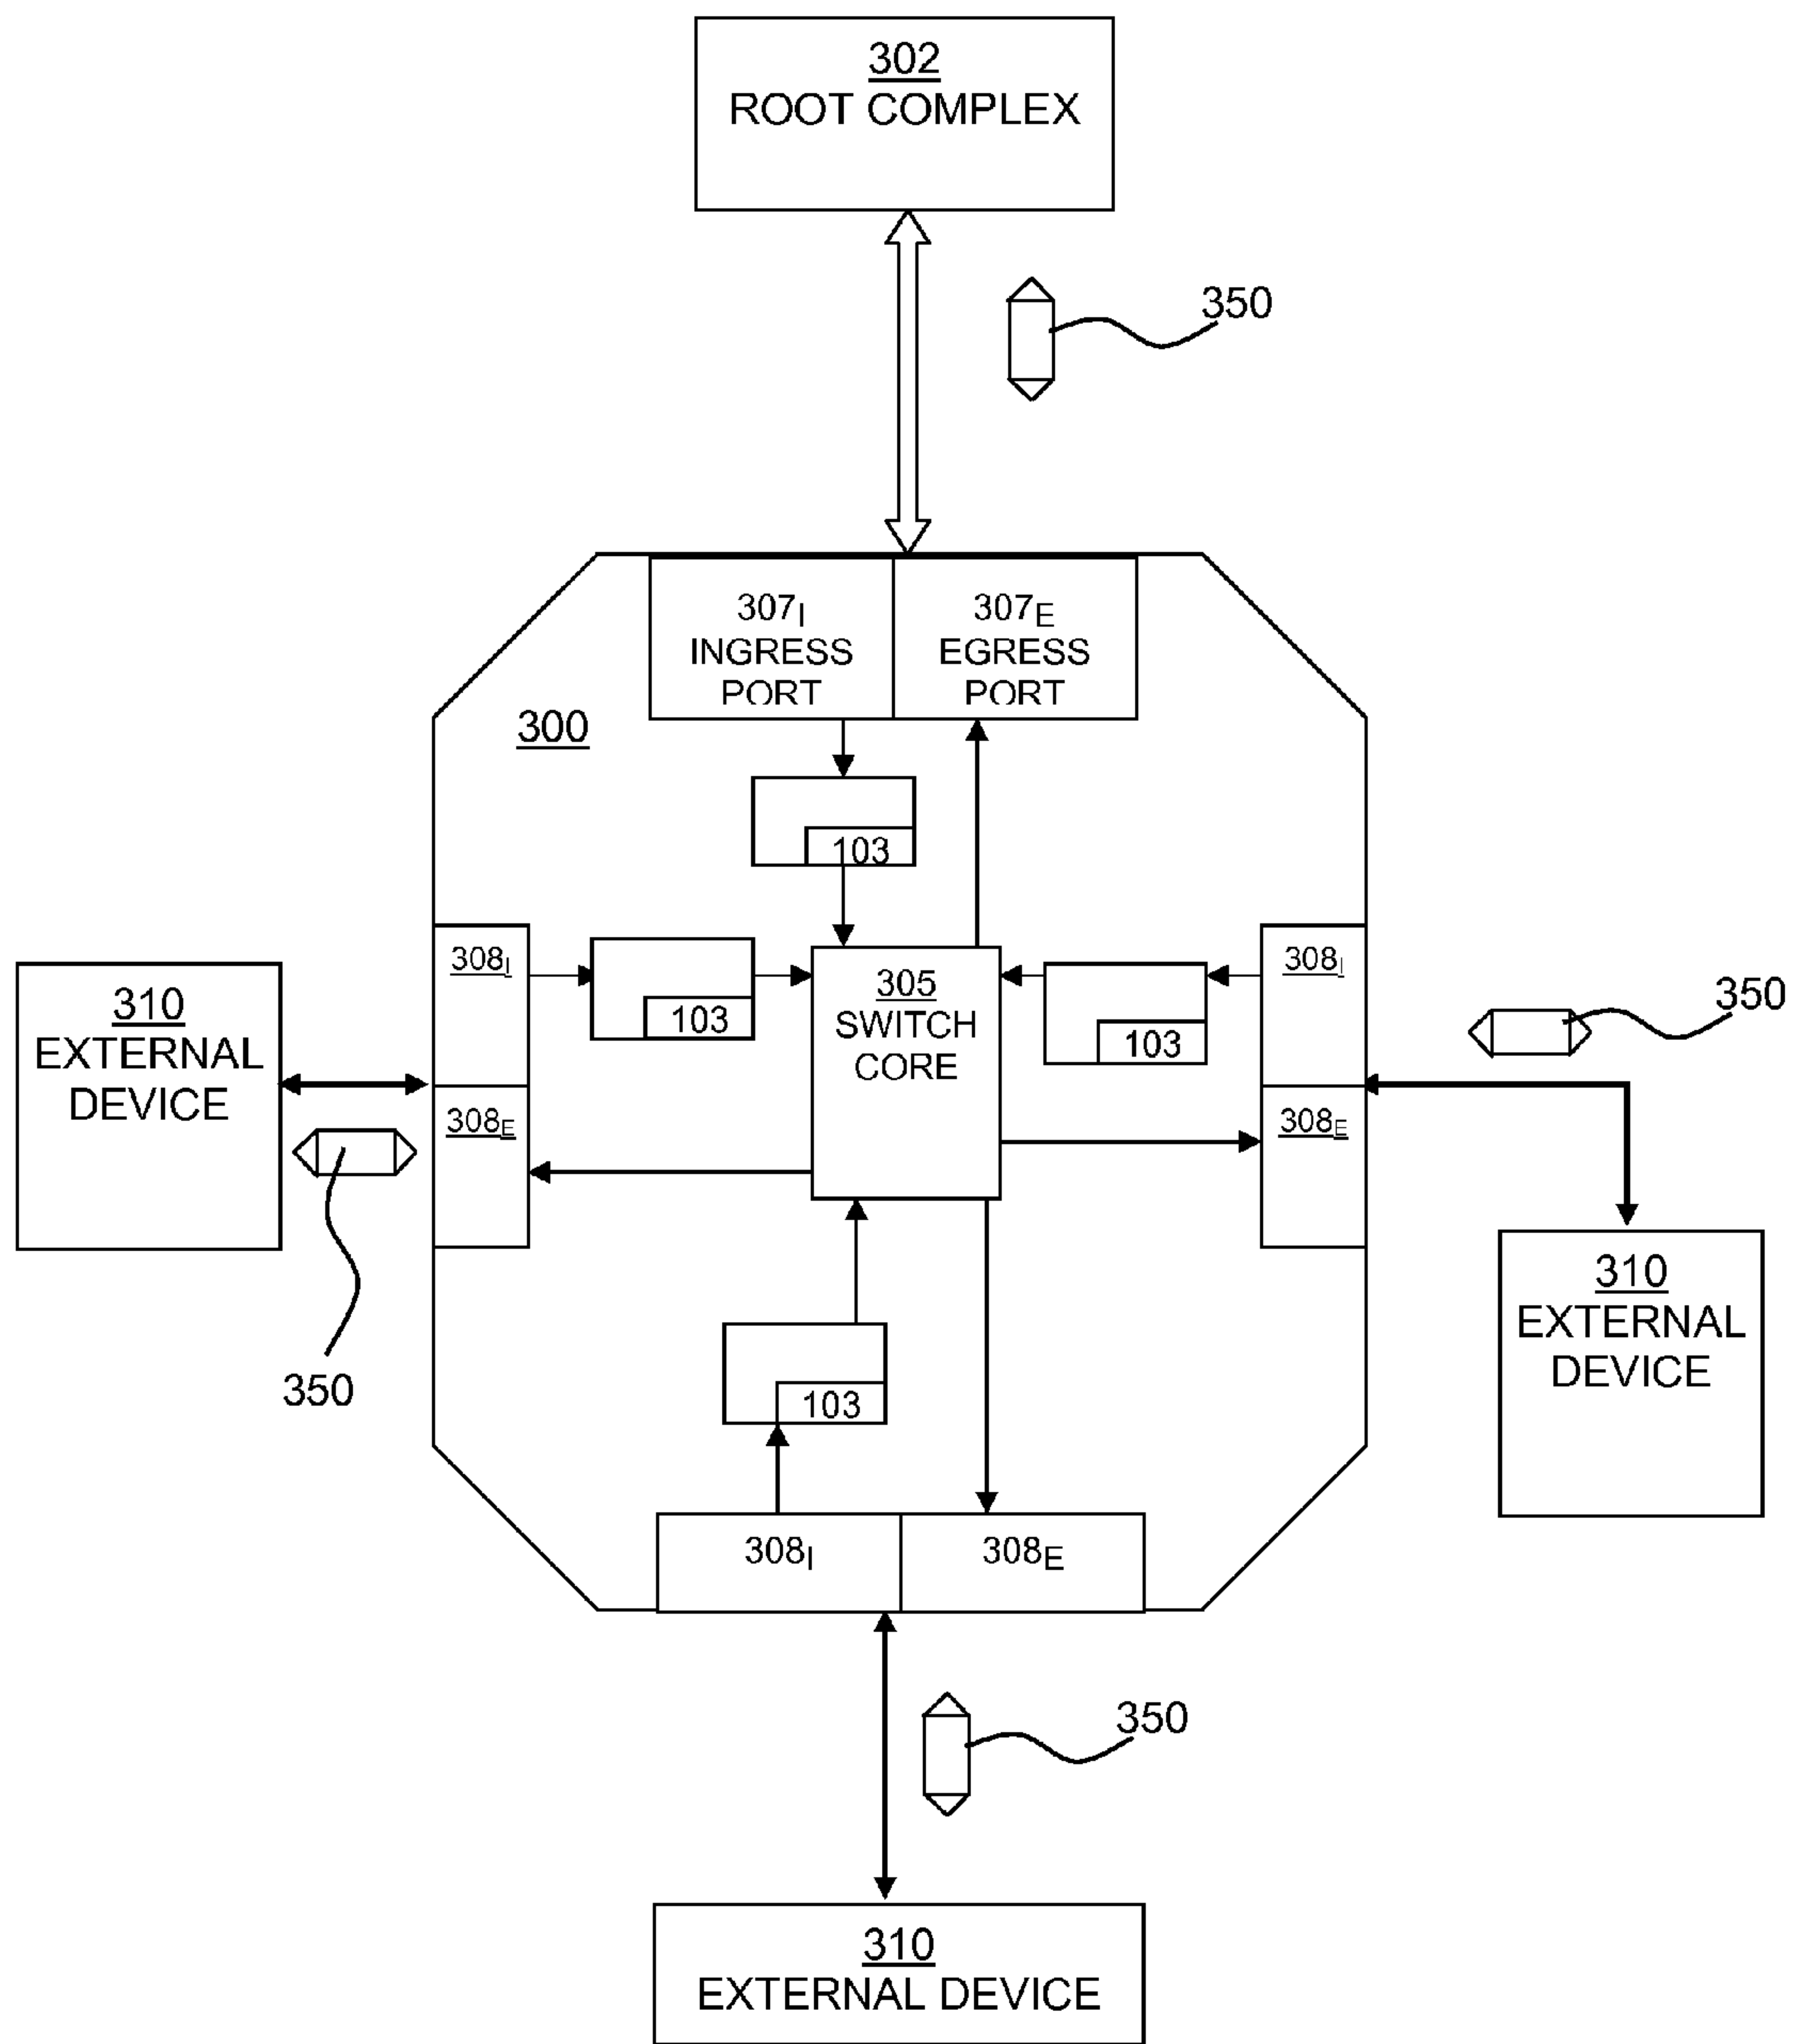 302
ROOT COMPLEX
350
307I
INGRESS
PORT
307E
EGRESS
PORT
300
103
308I
103
305
SWITCH
CORE
103
308I
350
310
EXTERNAL
DEVICE
308E
308E
350
103
310
EXTERNAL
DEVICE
308I
308E
350
310
EXTERNAL DEVICE